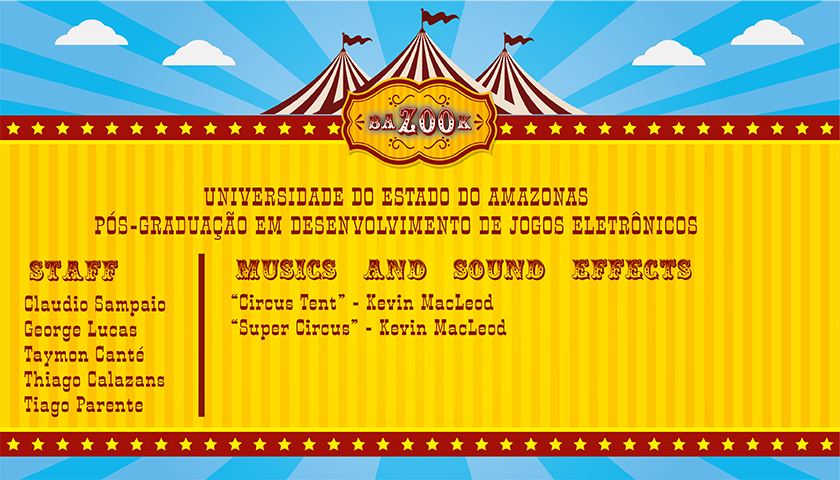 BAZOOK
UNIVERSIDADE DO ESTADO DO AMAZONAS
PÓS-GRADUAÇÃO EM DESENVOLVIMENTO DE JOGOS ELETRÔNICOS
STAFF
Claudio Sampaio
George Lucas
Taymon Canté
Thiago Calazans
Tiago Parente
MUSICS AND SOUND EFFECTS
“Circus Tent” - Kevin MacLeod
“Super Circus” - Kevin MacLeod